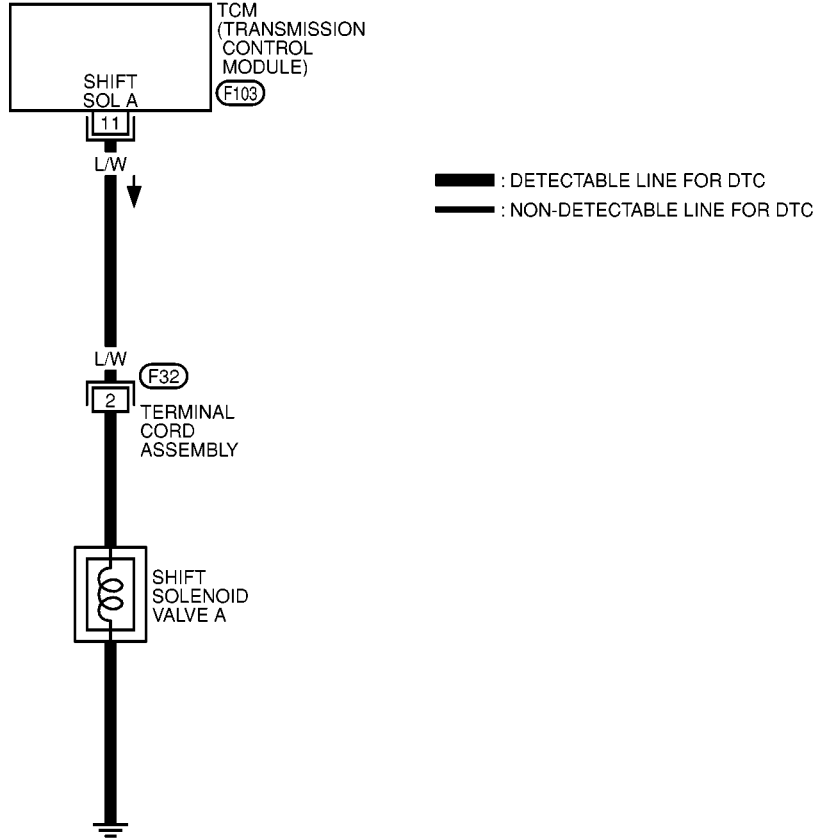 TCM
(TRANSMISSION
CONTROL
MODULE)
F103
SHIFT
SOL A
11
L/W
: DETECTABLE LINE FOR DTC
: NON-DETECTABLE LINE FOR DTC
L/W
F32
2
TERMINAL
CORD
ASSEMBLY
SHIFT
SOLENOID
VALVE A